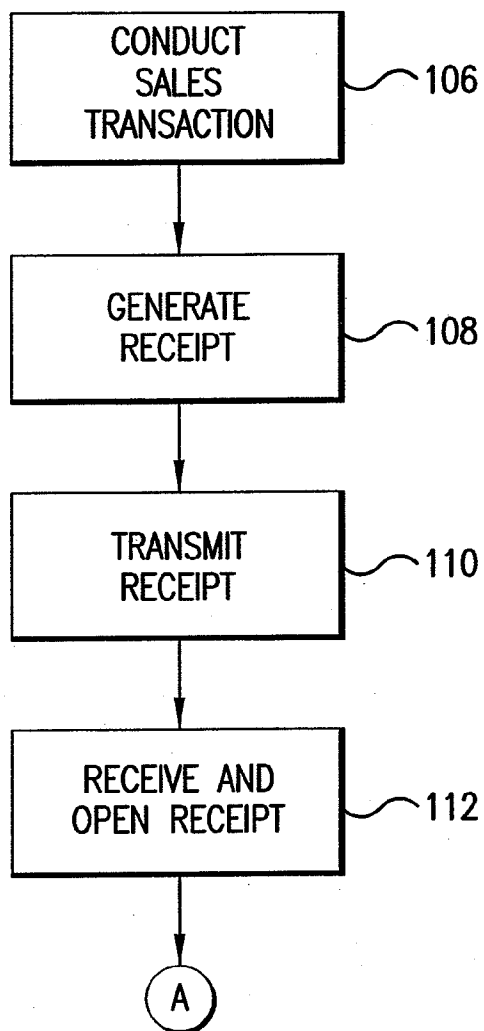 CONDUCT
SALES
TRANSACTION
106
GENERATE
RECEIPT
108
TRANSMIT
RECEIPT
110
RECEIVE AND
OPEN RECEIPT
112
A